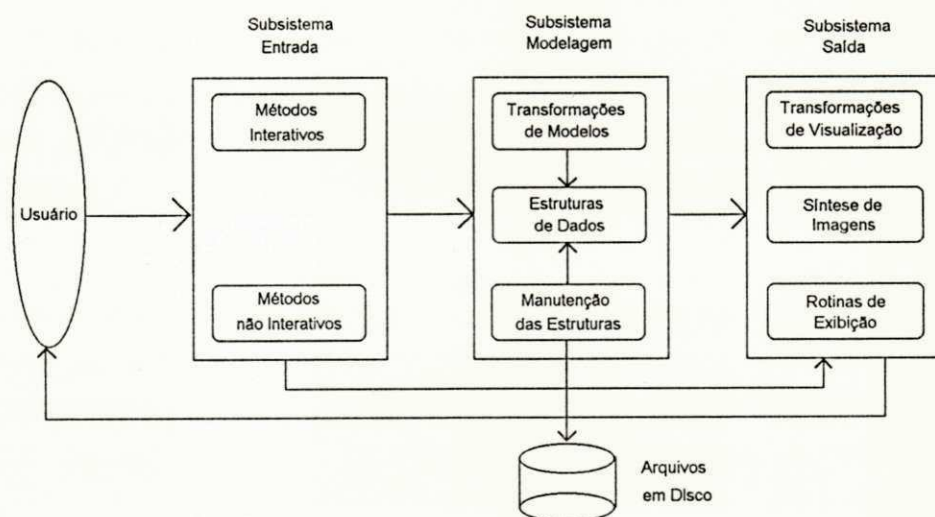 Subsistema
Entrada
Subsistema
Modelagem
Subsistema
Saída
Usuário
Métodos
Interativos
Métodos
não Interativos
Transformações
de Modelos
Estruturas
de Dados
Manutenção
das Estruturas
Transformações
de Visualização
Síntese de
Imagens
Rotinas de
Exibição
Arquivos
em DIsco